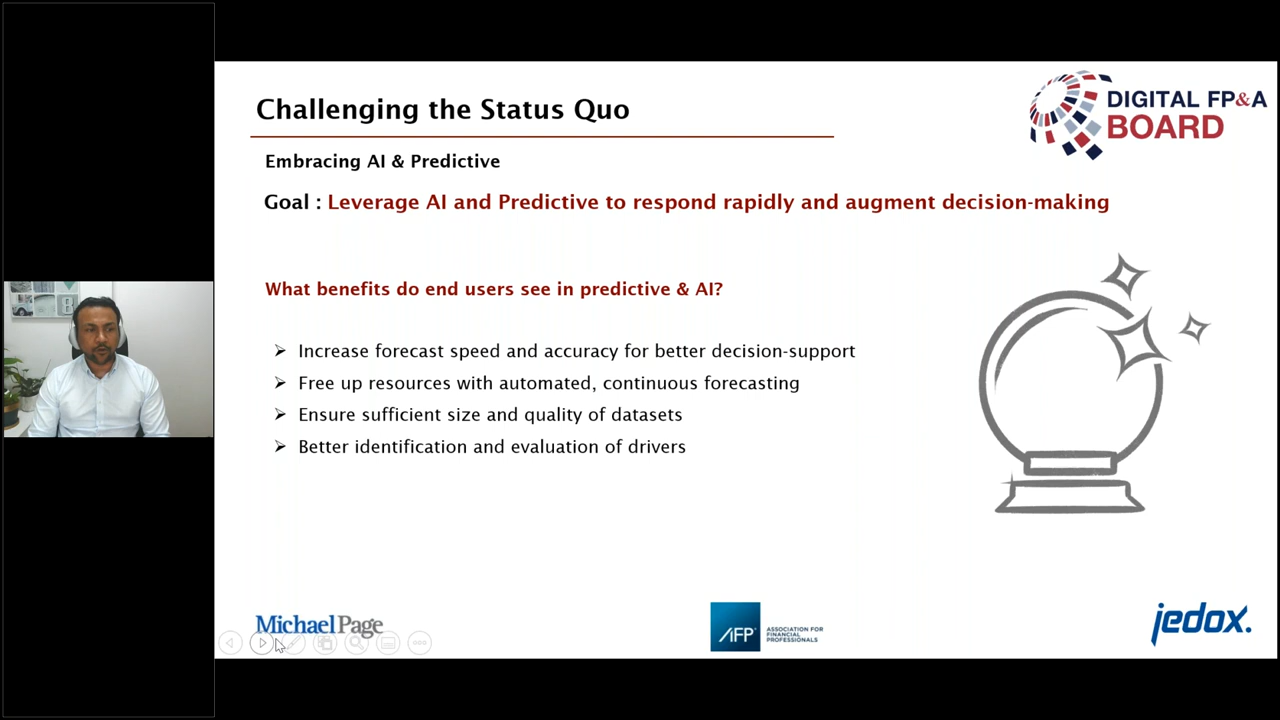 Challenging the Status Quo
DIGITAL FP&A
BOARD
Embracing AI & Predictive
Goal : Leverage AI and Predictive to respond rapidly and augment decision-making
What benefits do end users see in predictive & AI?
➢ Increase forecast speed and accuracy for better decision-support
➢ Free up resources with automated, continuous forecasting
➢ Ensure sufficient size and quality of datasets
➢ Better identification and evaluation of drivers
MichaelPage
AFP
ASSOCIATION FOR
FINANCIAL
PROFESSIONALS
jedox.